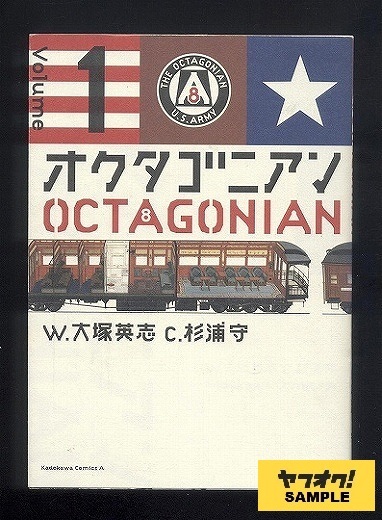 Volume
1
THE OCTAGONIAN
A
8
U.S. ARMY
オクタゴニアン
OCTAGONIAN
8
W.大塚英志 C.杉浦守
Kadokawa Comics A
ヤフオク!
SAMPLE